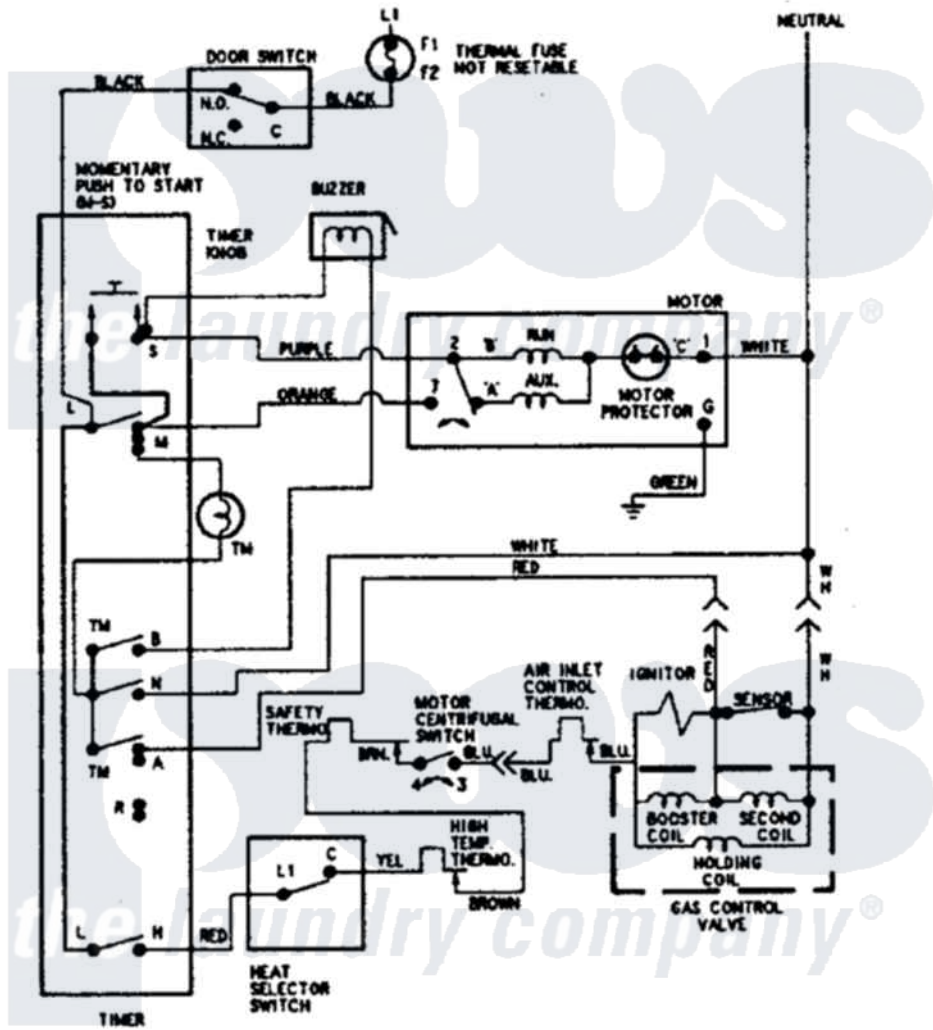 L1
NEUTRAL
F1
THERMAL FUSE
DOOR SWITCH
F2
NOT RESETABLE
BLACK
N.O.
BLACK
N.C.
C
MOMENTARY
PUSH TO START
(M-S)
BUZZER
TIMER
KNOB
MOTOR
the laundry company®
S
PURPLE
2
"B"
RUN
"C"
1
WHITE
ORANGE
7
"A"
AUX.
MOTOR
PROTECTOR
G
L
M
GREEN
TM
WHITE
RED
WH
TM
B
RED
WH
N
SAFETY
THERMO.
MOTOR
CENTRIFUGAL
SWITCH
AIR INLET
CONTROL
THERMO.
IGNITOR
SENSOR
BRN.
BLU.
BLU.
BLU.
TM
A
4
3
R
BOOSTER
COIL
SECOND
COIL
HOLDING
COIL
L1
C
YEL
HIGH
TEMP.
THERMO.
BROWN
GAS CONTROL
VALVE
the laundry company®
L
H
RED
HEAT
SELECTOR
SWITCH
TIMER